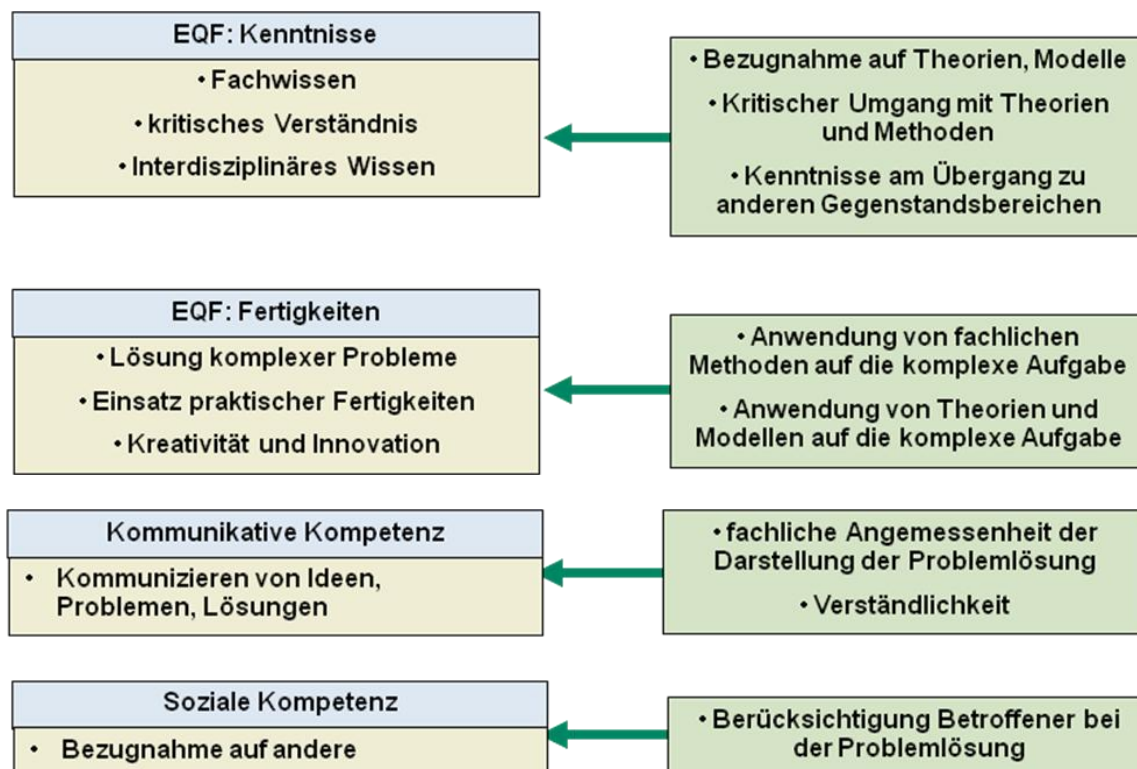 EQF: Kenntnisse
• Fachwissen
• kritisches Verständnis
• Interdisziplinäres Wissen
• Bezugnahme auf Theorien, Modelle
• Kritischer Umgang mit Theorien
und Methoden
• Kenntnisse am Übergang zu
anderen Gegenstandsbereichen
EQF: Fertigkeiten
• Lösung komplexer Probleme
• Einsatz praktischer Fertigkeiten
• Kreativität und Innovation
• Anwendung von fachlichen
Methoden auf die komplexe Aufgabe
• Anwendung von Theorien und
Modellen auf die komplexe Aufgabe
Kommunikative Kompetenz
• Kommunizieren von Ideen,
Problemen, Lösungen
• fachliche Angemessenheit der
Darstellung der Problemlösung
• Verständlichkeit
Soziale Kompetenz
• Bezugnahme auf andere
• Berücksichtigung Betroffener bei
der Problemlösung